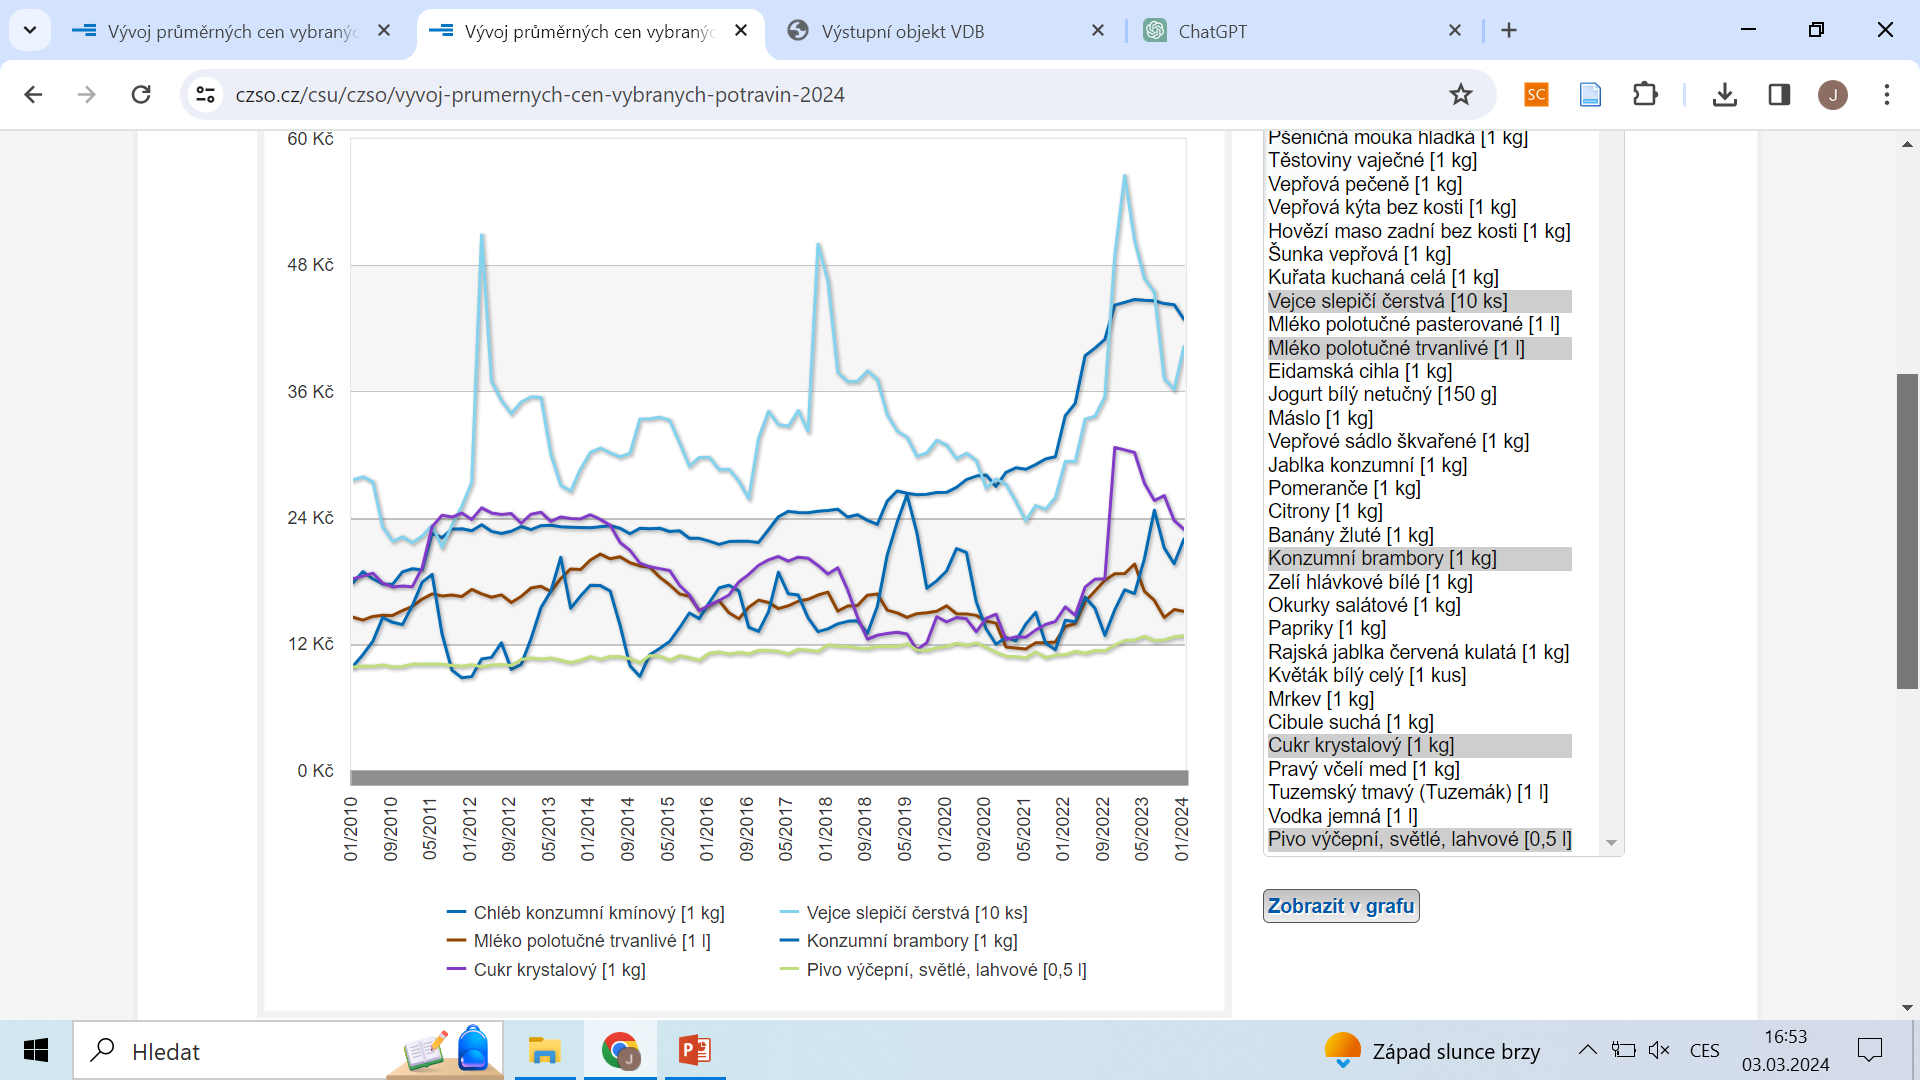 Vývoj průměrných cen vybranýc
Vývoj průměrných cen vybranýc
Výstupní objekt VDB
ChatGPT
czso.cz/csu/czso/vyvoj-prumernych-cen-vybranych-potravin-2024
SC
J
60 Kč
48 Kč
36 Kč
24 Kč
12 Kč
0 Kč
01/2010
09/2010
05/2011
01/2012
09/2012
05/2013
01/2014
09/2014
05/2015
01/2016
09/2016
05/2017
01/2018
09/2018
05/2019
01/2020
09/2020
05/2021
01/2022
09/2022
05/2023
01/2024
Chléb konzumní kmínový [1 kg]
Vejce slepičí čerstvá [10 ks]
Mléko polotučné trvanlivé [1 l]
Konzumní brambory [1 kg]
Cukr krystalový [1 kg]
Pivo výčepní, světlé, lahvové [0,5 l]
Pšeničná mouka hladká [1 kg]
Těstoviny vaječné [1 kg]
Vepřová pečeně [1 kg]
Vepřová kýta bez kosti [1 kg]
Hovězí maso zadní bez kosti [1 kg]
Šunka vepřová [1 kg]
Kuřata kuchaná celá [1 kg]
Vejce slepičí čerstvá [10 ks]
Mléko polotučné pasterované [1 l]
Mléko polotučné trvanlivé [1 l]
Eidamská cihla [1 kg]
Jogurt bílý netučný [150 g]
Máslo [1 kg]
Vepřové sádlo škvařené [1 kg]
Jablka konzumní [1 kg]
Pomeranče [1 kg]
Citrony [1 kg]
Banány žluté [1 kg]
Konzumní brambory [1 kg]
Zelí hlávkové bílé [1 kg]
Okurky salátové [1 kg]
Papriky [1 kg]
Rajská jablka červená kulatá [1 kg]
Květák bílý celý [1 kus]
Mrkev [1 kg]
Cibule suchá [1 kg]
Cukr krystalový [1 kg]
Pravý včelí med [1 kg]
Tuzemský tmavý (Tuzemák) [1 l]
Vodka jemná [1 l]
Pivo výčepní, světlé, lahvové [0,5 l]
Zobrazit v grafu
Hledat
J
P
Západ slunce brzy
CES
16:53
03.03.2024